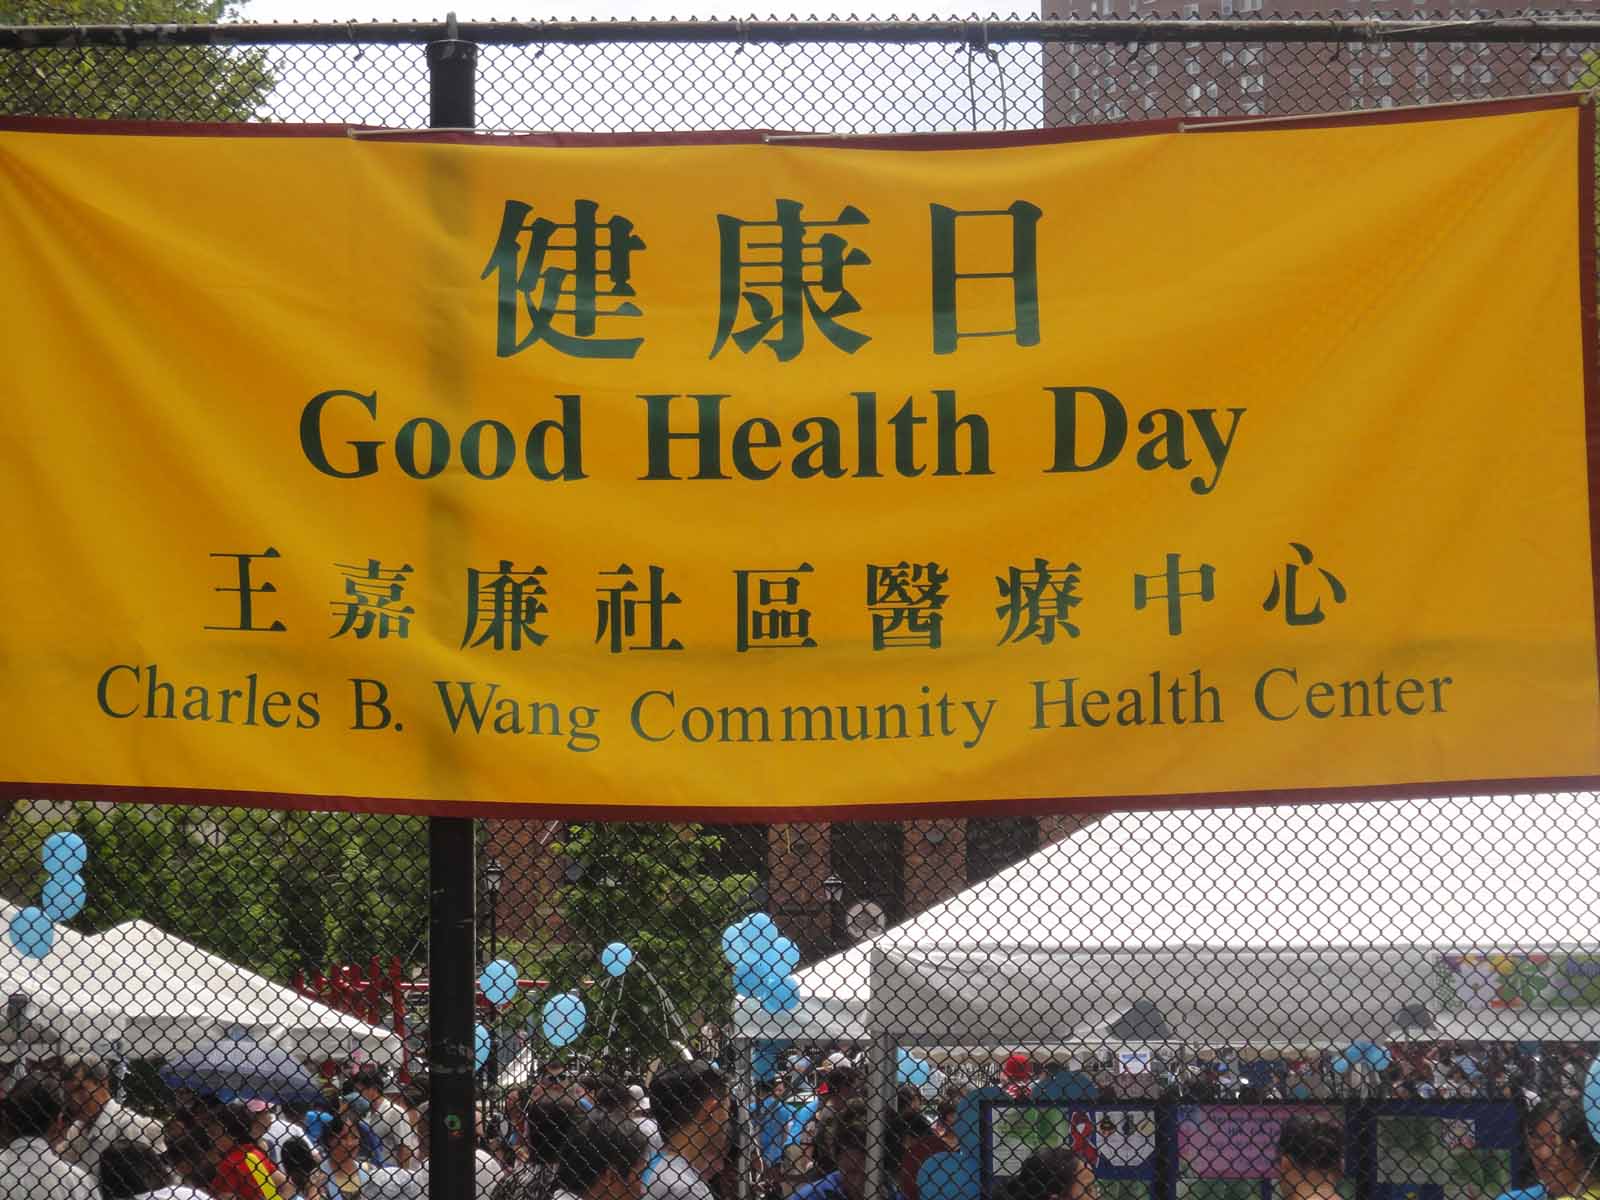 健康日
Good Health Day
王嘉廉社區醫療中心
Charles B. Wang Community Health Center